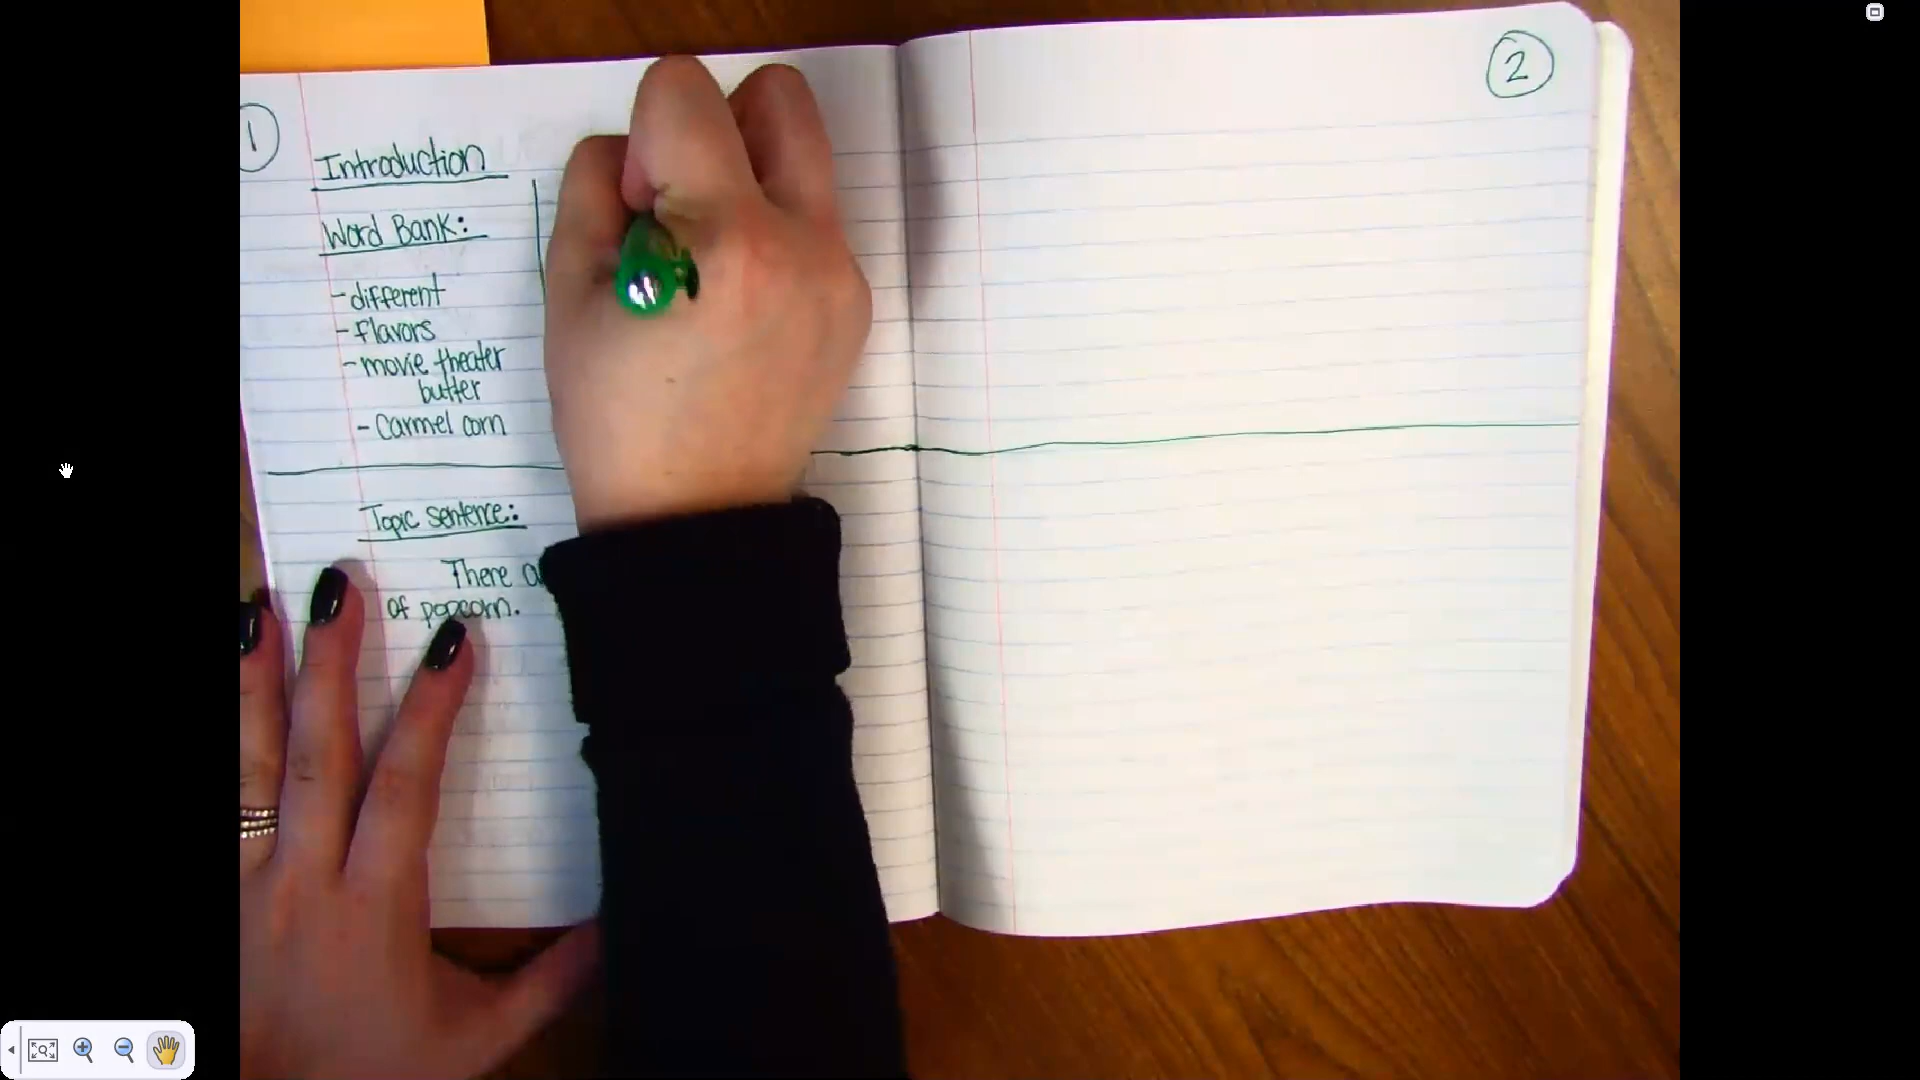 1
Introduction
Word Bank:
- different
- flavors
- movie theater
butter
- Carmel corn
Topic sentence:
There
of popcorn.
2